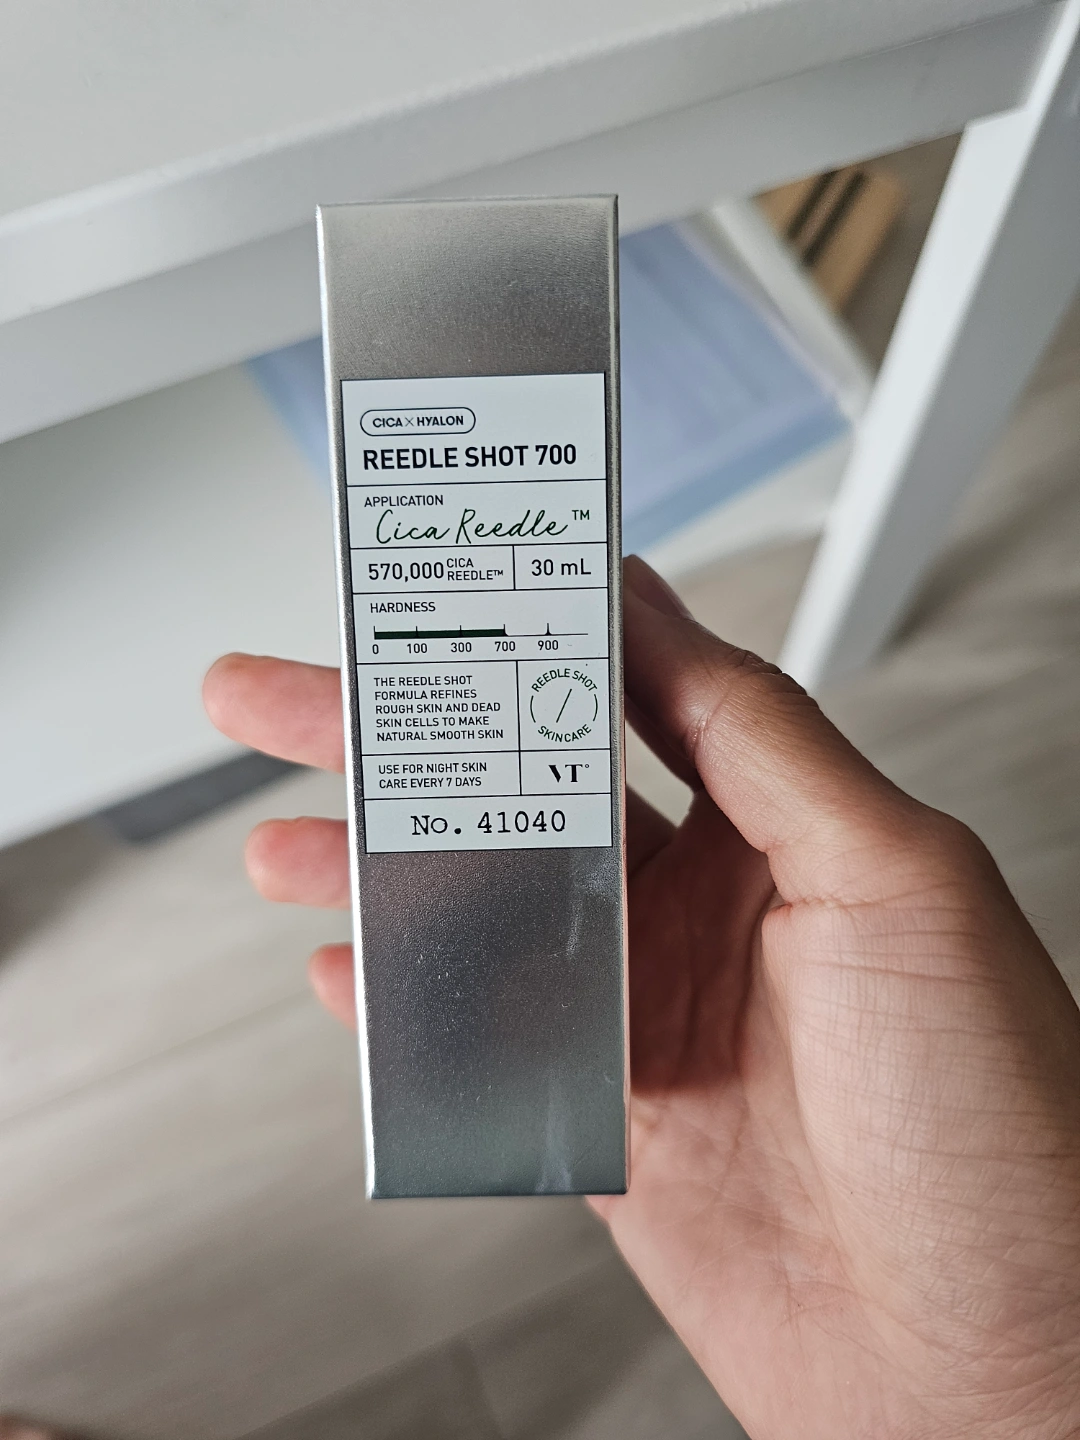 CICA×HYALON
REEDLE SHOT 700
APPLICATION
Cica Reedle™
570,000 CICA REEDLE™
30 mL
HARDNESS
0 100 300 700 900
THE REEDLE SHOT
FORMULA REFINES
ROUGH SKIN AND DEAD
SKIN CELLS TO MAKE
NATURAL SMOOTH SKIN
REEDLE SHOT
SKINCARE
USE FOR NIGHT SKIN
CARE EVERY 7 DAYS
VT°
No. 41040